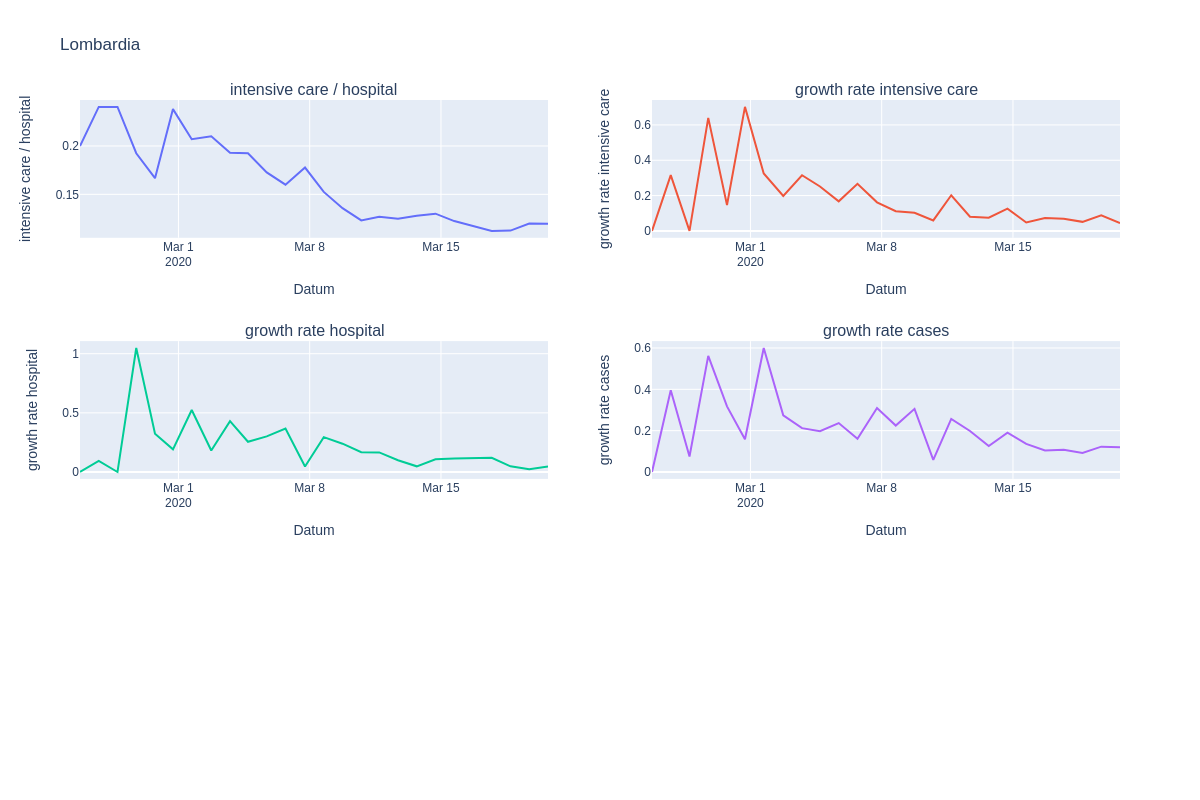 Lombardia
intensive care / hospital
intensive care / hospital
0.2
0.15
Mar 1
2020
Mar 8
Mar 15
Datum
growth rate intensive care
growth rate intensive care
0.6
0.4
0.2
0
Mar 1
2020
Mar 8
Mar 15
Datum
growth rate hospital
growth rate hospital
1
0.5
0
Mar 1
2020
Mar 8
Mar 15
Datum
growth rate cases
growth rate cases
0.6
0.4
0.2
0
Mar 1
2020
Mar 8
Mar 15
Datum